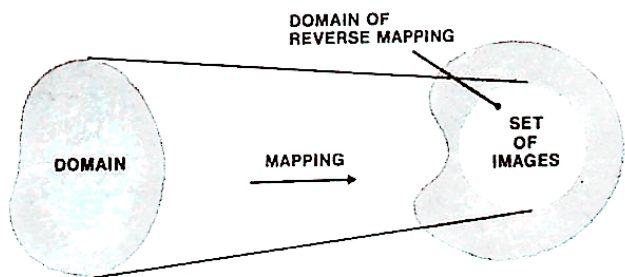 DOMAIN OF
REVERSE MAPPING
DOMAIN
MAPPING
SET
OF
IMAGES